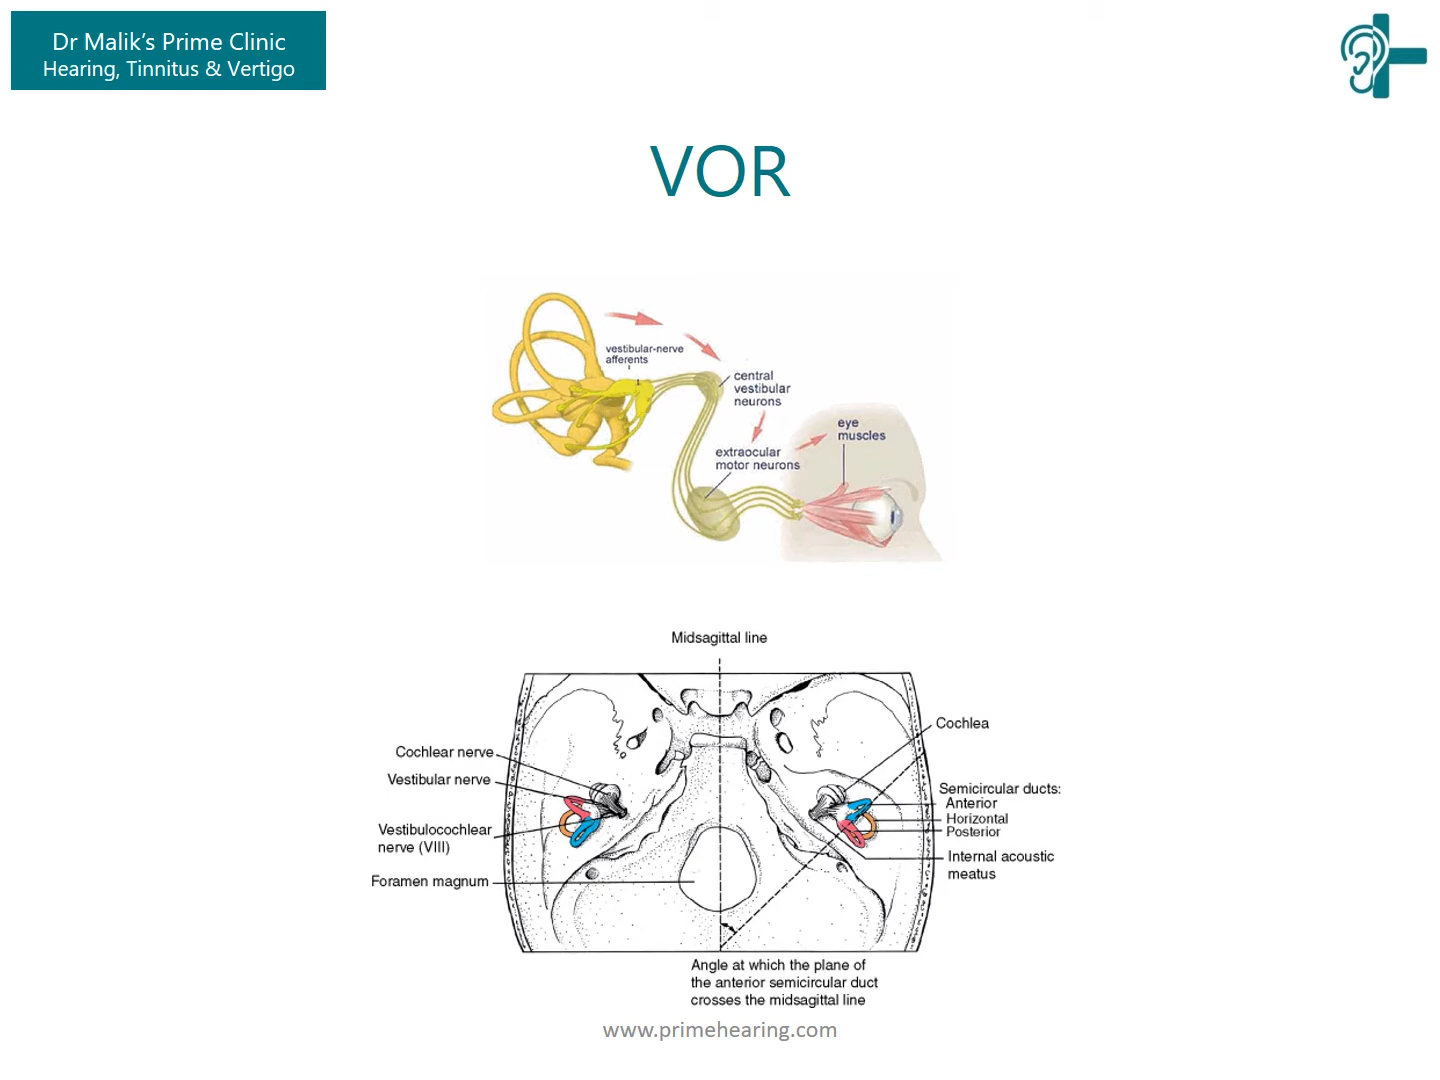 Dr Malik’s Prime Clinic
Hearing, Tinnitus & Vertigo
VOR
vestibular-nerve
afferents
central
vestibular
neurons
eye
muscles
extraocular
motor neurons
Midsagittal line
Cochlea
Cochlear nerve
Vestibular nerve
Semicircular ducts:
Anterior
Horizontal
Posterior
Vestibulocochlear
nerve (VIII)
Internal acoustic
meatus
Foramen magnum
Angle at which the plane of
the anterior semicircular duct
crosses the midsagittal line
www.primehearing.com